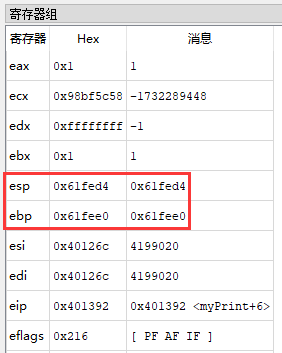 寄存器组
寄存器 Hex 消息
eax 0x1 1
ecx 0x98bf5c58 -1732289448
edx 0xffffffff -1
ebx 0x1 1
esp 0x61fed4 0x61fed4
ebp 0x61fee0 0x61fee0
esi 0x40126c 4199020
edi 0x40126c 4199020
eip 0x401392 0x401392 <myPrint+6>
eflags 0x216 [ PF AF IF ]